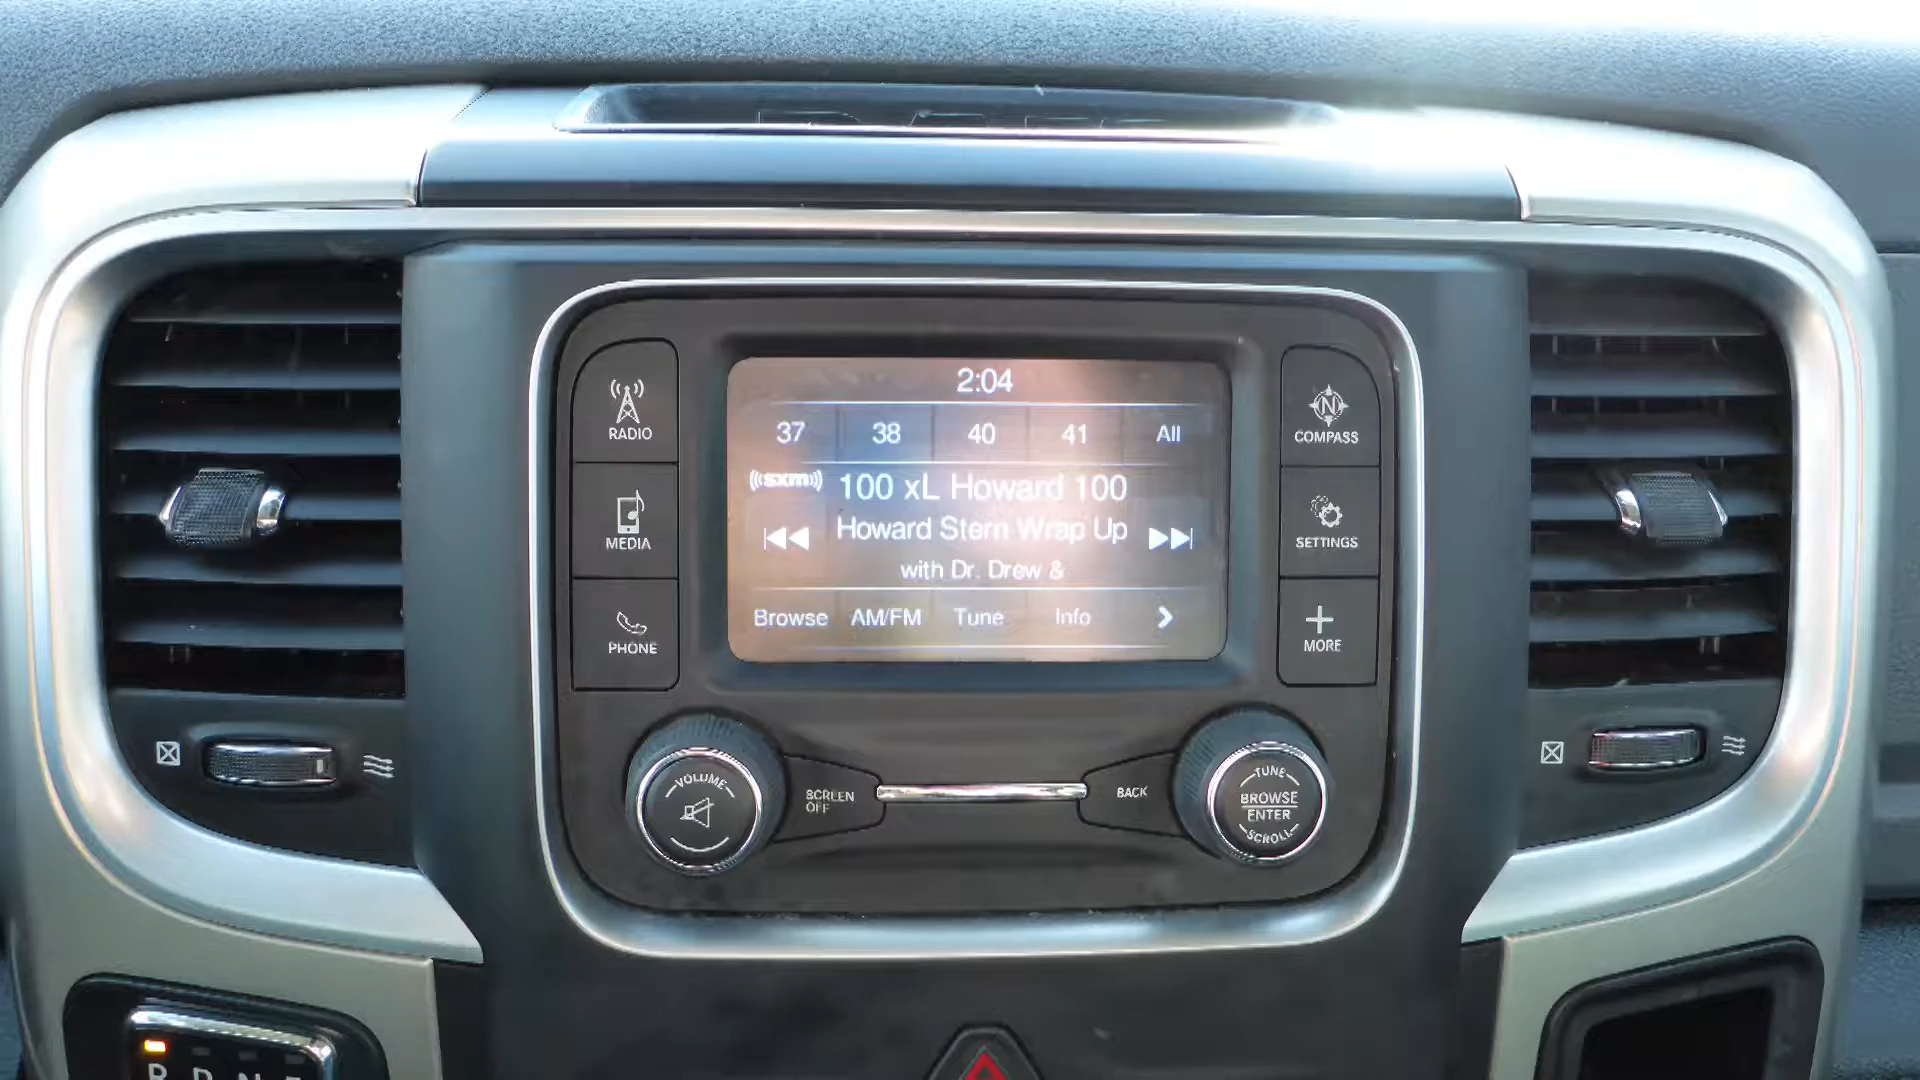 2:04
37 38 40 41 All
((sxm)) 100 xL Howard 100
Howard Stern Wrap Up
with Dr. Drew &
Browse AM/FM Tune Info
RADIO
MEDIA
PHONE
COMPASS
SETTINGS
MORE
VOLUME
SCREEN
OFF
BACK
TUNE
BROWSE
ENTER
SCROLL